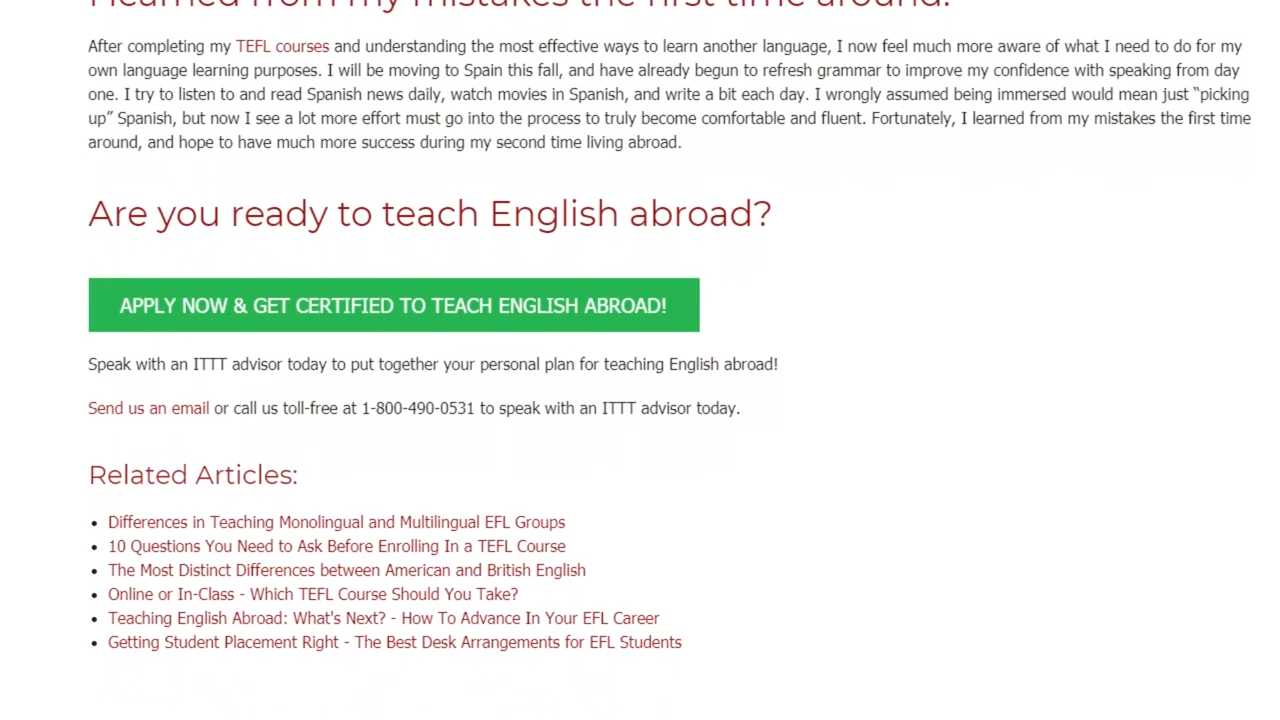 I learned from my mistakes the first time around.
After completing my TEFL courses and understanding the most effective ways to learn another language, I now feel much more aware of what I need to do for my
own language learning purposes. I will be moving to Spain this fall, and have already begun to refresh grammar to improve my confidence with speaking from day
one. I try to listen to and read Spanish news daily, watch movies in Spanish, and write a bit each day. I wrongly assumed being immersed would mean just “picking
up” Spanish, but now I see a lot more effort must go into the process to truly become comfortable and fluent. Fortunately, I learned from my mistakes the first time
around, and hope to have much more success during my second time living abroad.
Are you ready to teach English abroad?
APPLY NOW & GET CERTIFIED TO TEACH ENGLISH ABROAD!
Speak with an ITTT advisor today to put together your personal plan for teaching English abroad!
Send us an email or call us toll-free at 1-800-490-0531 to speak with an ITTT advisor today.
Related Articles:
• Differences in Teaching Monolingual and Multilingual EFL Groups
• 10 Questions You Need to Ask Before Enrolling In a TEFL Course
• The Most Distinct Differences between American and British English
• Online or In-Class - Which TEFL Course Should You Take?
• Teaching English Abroad: What's Next? - How To Advance In Your EFL Career
• Getting Student Placement Right - The Best Desk Arrangements for EFL Students